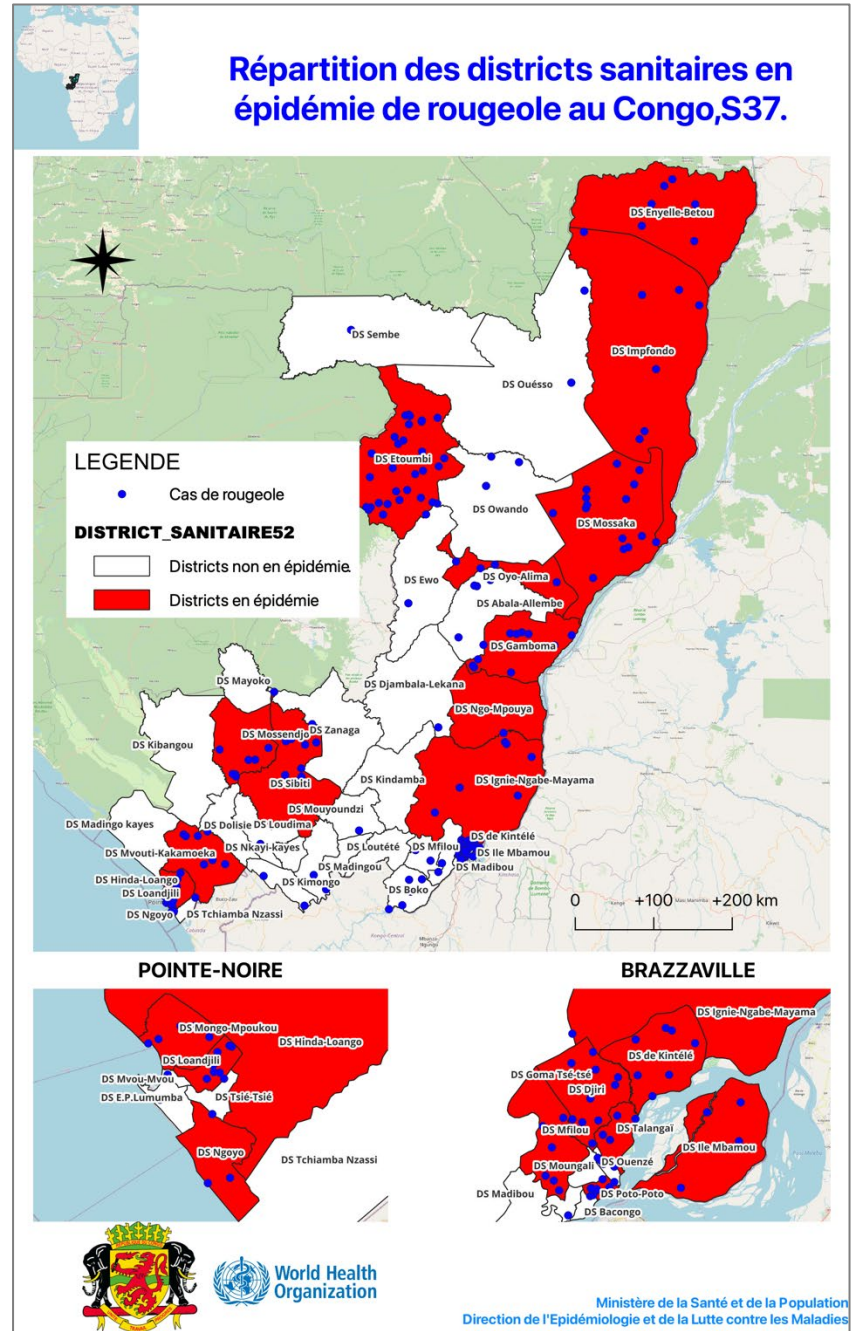 Répartition des districts sanitaires en
épidémie de rougeole au Congo,S37.
DS Enyelle-Betou
DS Sembe
DS Impfondo
DS Ouésso
LEGENDE
Cas de rougeole
DISTRICT_SANITAIRE52
Districts non en épidémie.
Districts en épidémie
DS Etoumbi
DS Owando
DS Mossaka
DS Ewo
DS Oyo-Alima
DS Abala-Allembe
DS Gamboma
DS Mayoko
DS Djambala-Lekana
DS Ngo-Mpouya
DS Mossendjo
DS Zanaga
DS Kibangou
DS Sibiti
DS Kindamba
DS Ignie-Ngabe-Mayama
DS Mouyoundzi
DS Madingo kayes
DS Dolisie
DS Loudima
DS Mvouti-Kakamoeka
DS Nkayi-kayes
DS Loutété
DS Mfilou
DS de Kintélé
DS Ile Mbamou
DS Madingou
DS Madibou
DS Hinda-Loango
DS Kimongo
DS Loandjili
DS Boko
DS Ngoyo
DS Tchiamba Nzassi
0 +100 +200 km
POINTE-NOIRE
DS Mongo-Mpoukou
DS Hinda-Loango
DS Loandjili
DS Mvou-Mvou
DS E.P.Lumumba
DS Tsié-Tsié
DS Ngoyo
DS Tchiamba Nzassi
BRAZZAVILLE
DS Ignie-Ngabe-Mayama
DS de Kintélé
DS Goma Tsé-tsé
DS Djiri
DS Mfilou
DS Talangaï
DS Ouenzé
DS Ile Mbamou
DS Moungali
DS Madibou
DS Poto-Poto
DS Bacongo
World Health
Organization
Ministère de la Santé et de la Population
Direction de l'Epidémiologie et de la Lutte contre les Maladies